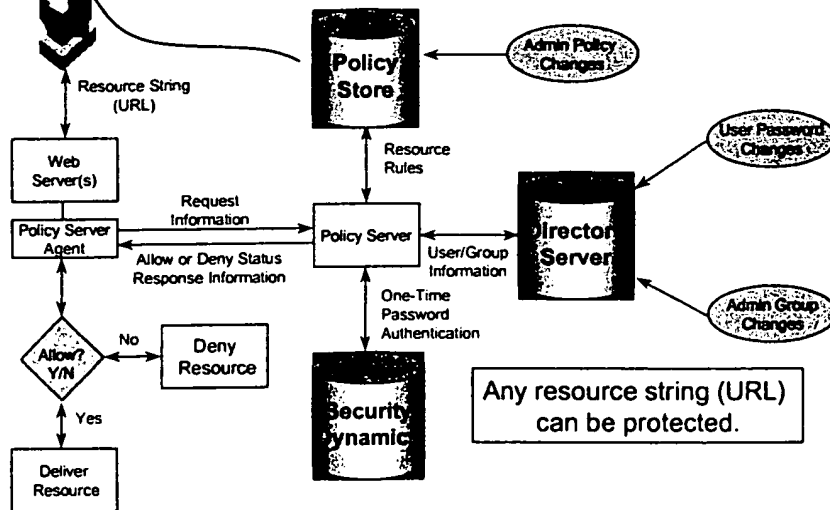 Policy
Store
Admin Policy
Changes
Resource String
(URL)
User Password
Changes
Web
Server(s)
Resource
Rules
Request
Information
Policy Server
Agent
Policy Server
Director
Server
Allow or Deny Status
Response Information
User/Group
Information
One-Time
Password
Authentication
Admin Group
Changes
Allow?
Y/N
No
Deny
Resource
Any resource string (URL)
can be protected.
Security
Dynamic
Yes
Deliver
Resource